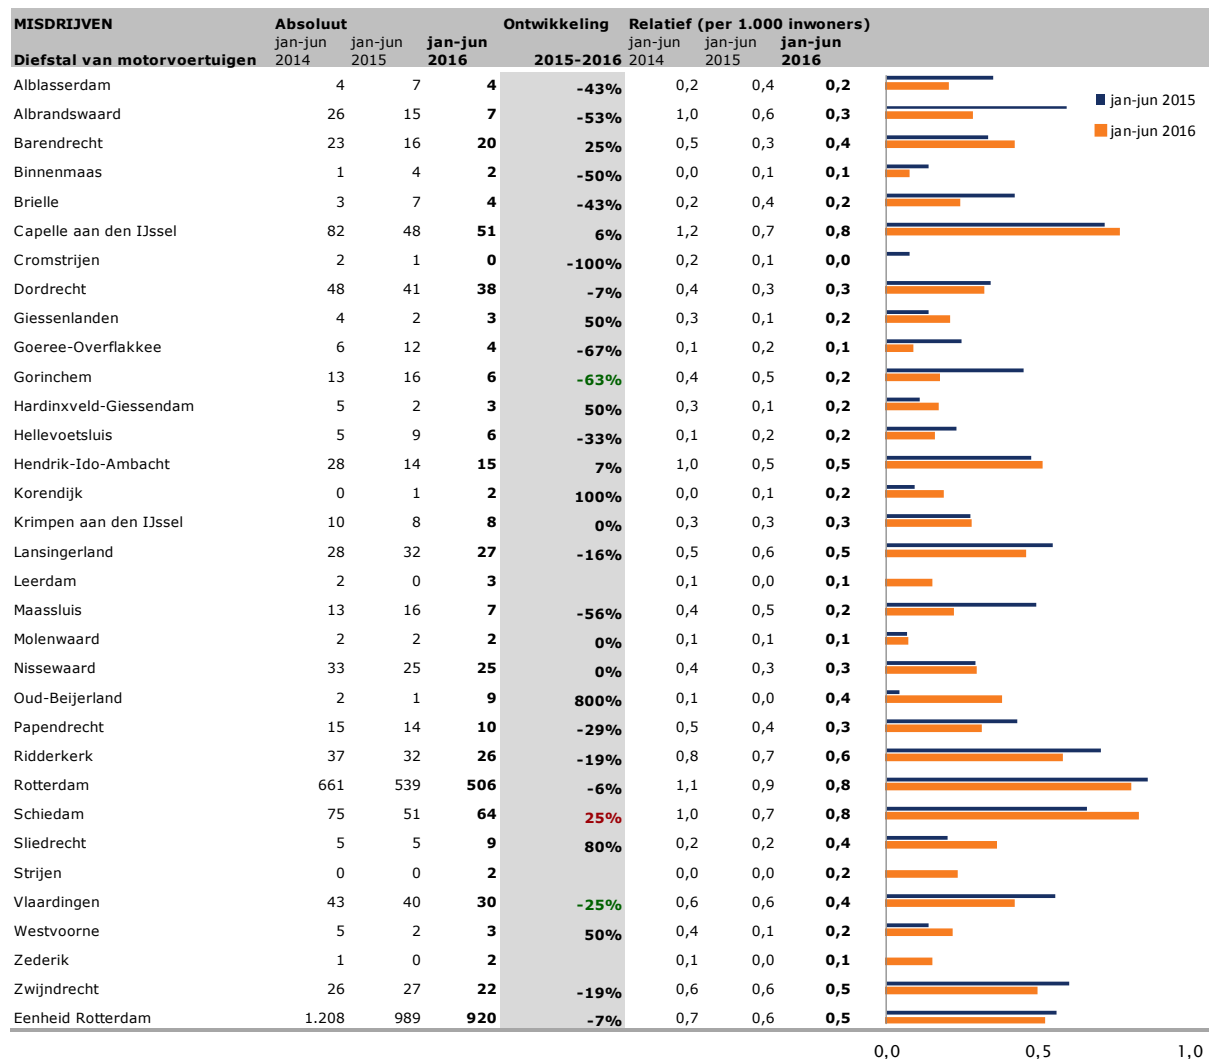 MISDRIJVEN Absoluut Ontwikkeling Relatief (per 1.000 inwoners)
jan-jun jan-jun jan-jun jan-jun jan-jun jan-jun
Diefstal van motorvoertuigen 2014 2015 2016 2015-2016 2014 2015 2016
Alblasserdam 4 7 4 -43% 0,2 0,4 0,2
jan-jun 2015
Albrandswaard 26 15 7 -53% 1,0 0,6 0,3
jan-jun 2016
Barendrecht 23 16 20 25% 0,5 0,3 0,4
Binnenmaas 1 4 2 -50% 0,0 0,1 0,1
Brielle 3 7 4 -43% 0,2 0,4 0,2
Capelle aan den IJssel 82 48 51 6% 1,2 0,7 0,8
Cromstrijen 2 1 0 -100% 0,2 0,1 0,0
Dordrecht 48 41 38 -7% 0,4 0,3 0,3
Giessenlanden 4 2 3 50% 0,3 0,1 0,2
Goeree-Overflakkee 6 12 4 -67% 0,1 0,2 0,1
Gorinchem 13 16 6 -63% 0,4 0,5 0,2
Hardinxveld-Giessendam 5 2 3 50% 0,3 0,1 0,2
Hellevoetsluis 5 9 6 -33% 0,1 0,2 0,2
Hendrik-Ido-Ambacht 28 14 15 7% 1,0 0,5 0,5
Korendijk 0 1 2 100% 0,0 0,1 0,2
Krimpen aan den IJssel 10 8 8 0% 0,3 0,3 0,3
Lansingerland 28 32 27 -16% 0,5 0,6 0,5
Leerdam 2 0 3 0,1 0,0 0,1
Maassluis 13 16 7 -56% 0,4 0,5 0,2
Molenwaard 2 2 2 0% 0,1 0,1 0,1
Nissewaard 33 25 25 0% 0,4 0,3 0,3
Oud-Beijerland 2 1 9 800% 0,1 0,0 0,4
Papendrecht 15 14 10 -29% 0,5 0,4 0,3
Ridderkerk 37 32 26 -19% 0,8 0,7 0,6
Rotterdam 661 539 506 -6% 1,1 0,9 0,8
Schiedam 75 51 64 25% 1,0 0,7 0,8
Sliedrecht 5 5 9 80% 0,2 0,2 0,4
Strijen 0 0 2 0,0 0,0 0,2
Vlaardingen 43 40 30 -25% 0,6 0,6 0,4
Westvoorne 5 2 3 50% 0,4 0,1 0,2
Zederik 1 0 2 0,1 0,0 0,1
Zwijndrecht 26 27 22 -19% 0,6 0,6 0,5
Eenheid Rotterdam 1.208 989 920 -7% 0,7 0,6 0,5
0,0 0,5 1,0